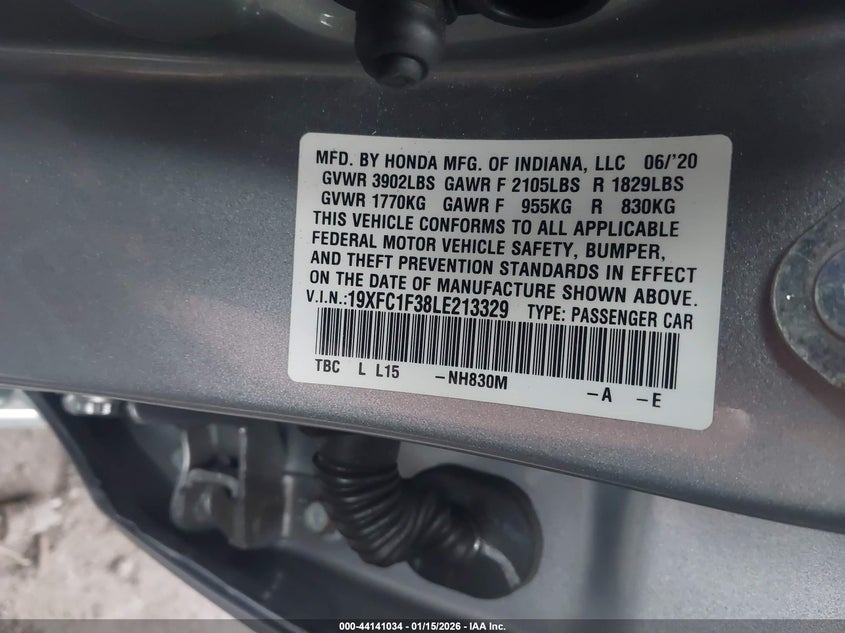 MFD. BY HONDA MFG. OF INDIANA, LLC 06/'20
GVWR 3902LBS GAWR F 2105LBS R 1829LBS
GVWR 1770KG GAWR F 955KG R 830KG
THIS VEHICLE CONFORMS TO ALL APPLICABLE
FEDERAL MOTOR VEHICLE SAFETY, BUMPER,
AND THEFT PREVENTION STANDARDS IN EFFECT
ON THE DATE OF MANUFACTURE SHOWN ABOVE.
V.I.N.:19XFC1F38LE213329 TYPE: PASSENGER CAR
TBC L L15 -NH830M -A -E
000-44141034 - 01/15/2026 - IAA Inc.